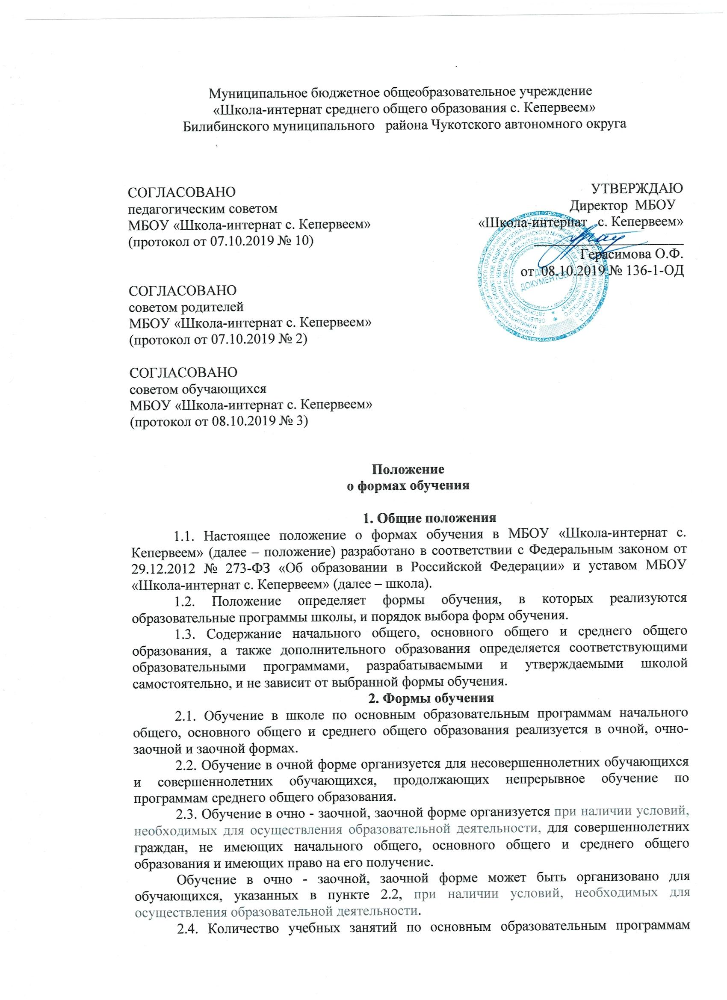 Муниципальное бюджетное общеобразовательное учреждение
«Школа-интернат среднего общего образования с. Кепервеем»
Билибинского муниципального района Чукотского автономного округа
СОГЛАСОВАНО
педагогическим советом
МБОУ «Школа-интернат с. Кепервеем»
(протокол от 07.10.2019 № 10)
УТВЕРЖДАЮ
Директор МБОУ
«Школа-интернат с. Кепервеем»
Герасимова О.Ф.
от 08.10.2019 № 136-1-ОД
ДЛЯ
ДОКУМЕНТОВ
СОГЛАСОВАНО
советом родителей
МБОУ «Школа-интернат с. Кепервеем»
(протокол от 07.10.2019 № 2)
СОГЛАСОВАНО
советом обучающихся
МБОУ «Школа-интернат с. Кепервеем»
(протокол от 08.10.2019 № 3)
Положение
о формах обучения
1. Общие положения
1.1. Настоящее положение о формах обучения в МБОУ «Школа-интернат с.
Кепервеем» (далее – положение) разработано в соответствии с Федеральным законом от
29.12.2012 № 273-ФЗ «Об образовании в Российской Федерации» и уставом МБОУ
«Школа-интернат с. Кепервеем» (далее – школа).
1.2. Положение определяет формы обучения, в которых реализуются
образовательные программы школы, и порядок выбора форм обучения.
1.3. Содержание начального общего, основного общего и среднего общего
образования, а также дополнительного образования определяется соответствующими
образовательными программами, разрабатываемыми и утверждаемыми школой
самостоятельно, и не зависит от выбранной формы обучения.
2. Формы обучения
2.1. Обучение в школе по основным образовательным программам начального
общего, основного общего и среднего общего образования реализуется в очной, очно-
заочной и заочной формах.
2.2. Обучение в очной форме организуется для несовершеннолетних обучающихся
и совершеннолетних обучающихся, продолжающих непрерывное обучение по
программам среднего общего образования.
2.3. Обучение в очно - заочной, заочной форме организуется при наличии условий,
необходимых для осуществления образовательной деятельности, для совершеннолетних
граждан, не имеющих начального общего, основного общего и среднего общего
образования и имеющих право на его получение.
Обучение в очно - заочной, заочной форме может быть организовано для
обучающихся, указанных в пункте 2.2, при наличии условий, необходимых для
осуществления образовательной деятельности.
2.4. Количество учебных занятий по основным образовательным программам